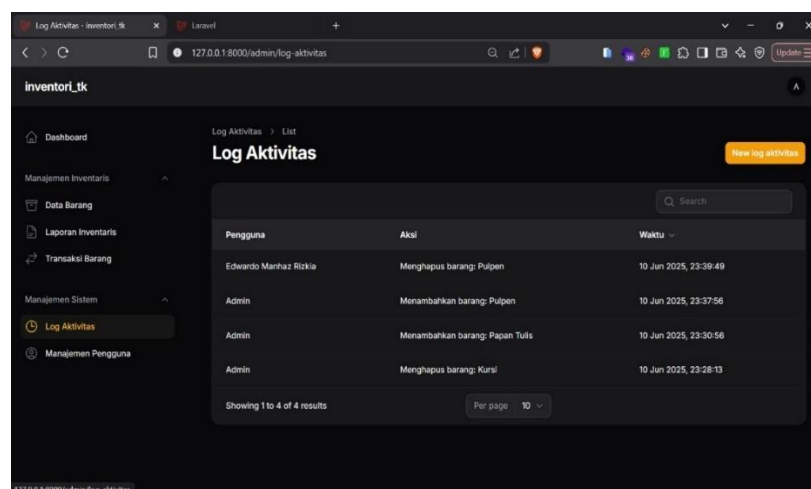 Log Aktivitas - inventori_tk
Laravel
127.0.0.1:8000/admin/log-aktivitas
Update
inventori_tk
A
Dashboard
Manajemen Inventaris
Data Barang
Laporan Inventaris
Transaksi Barang
Manajemen Sistem
Log Aktivitas
Manajemen Pengguna
Log Aktivitas > List
Log Aktivitas
New log aktivitas
Search
Pengguna Aksi Waktu
Edwardo Manhaz Rizkia Menghapus barang: Pulpen 10 Jun 2025, 23:39:49
Admin Menambahkan barang: Pulpen 10 Jun 2025, 23:37:56
Admin Menambahkan barang: Papan Tulis 10 Jun 2025, 23:30:56
Admin Menghapus barang: Kursi 10 Jun 2025, 23:28:13
Showing 1 to 4 of 4 results
Per page 10